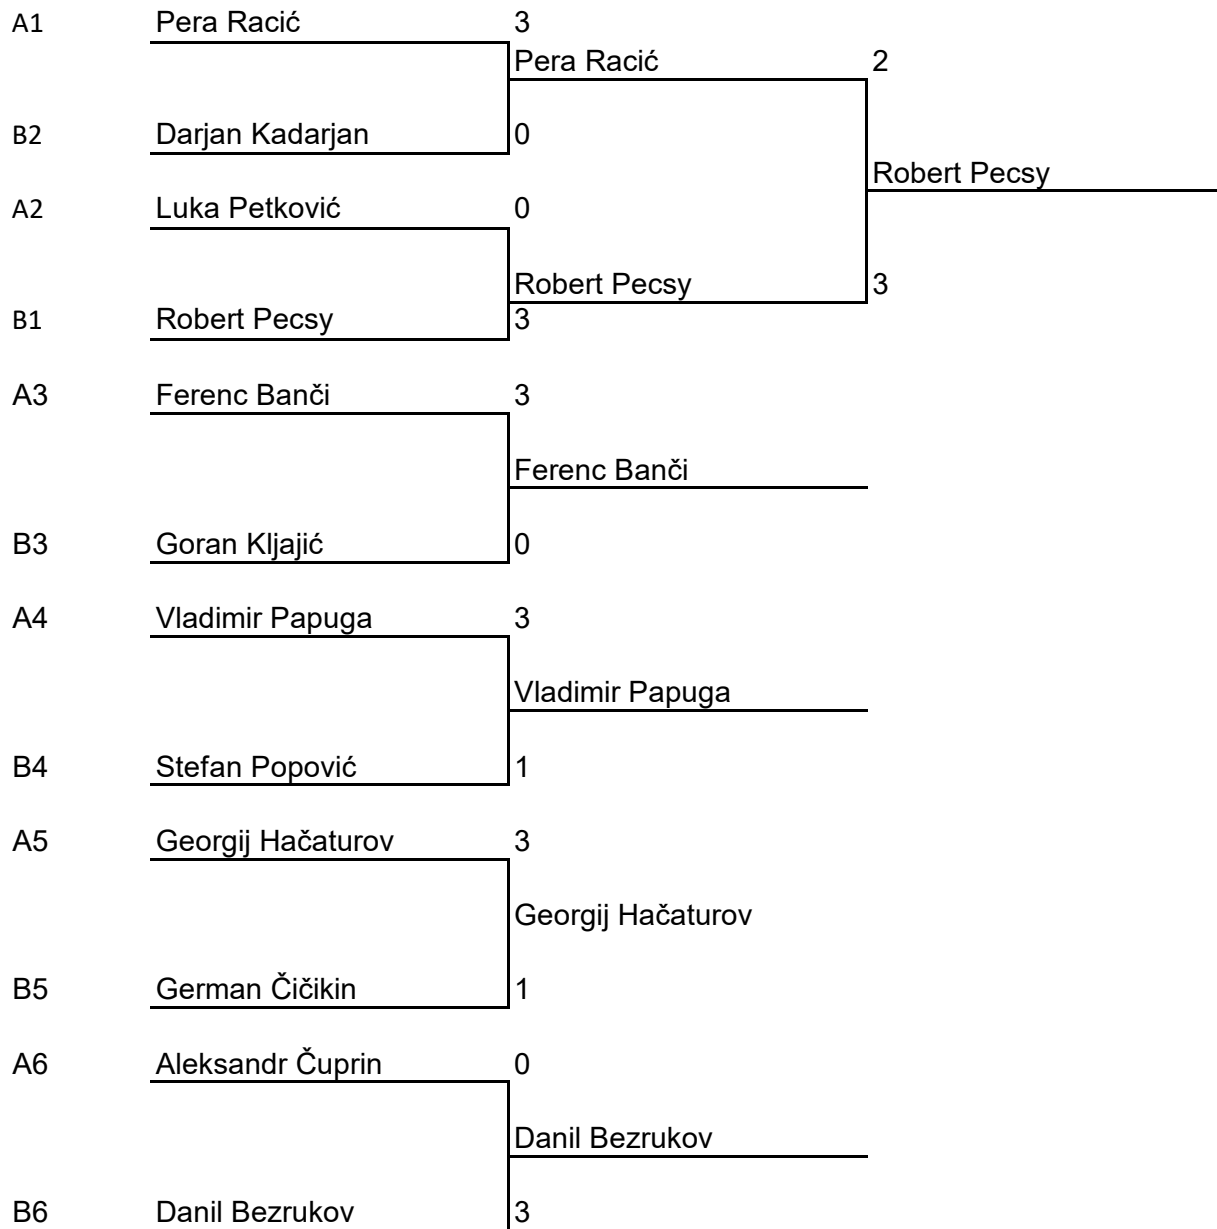 A1 Pera Racić 3
Pera Racić 2
B2 Darjan Kadarjan 0
Robert Pecsy
A2 Luka Petković 0
Robert Pecsy 3
B1 Robert Pecsy 3
A3 Ferenc Banči 3
Ferenc Banči
B3 Goran Kljajić 0
A4 Vladimir Papuga 3
Vladimir Papuga
B4 Stefan Popović 1
A5 Georgij Hačaturov 3
Georgij Hačaturov
B5 German Čičikin 1
A6 Aleksandr Čuprin 0
Danil Bezrukov
B6 Danil Bezrukov 3